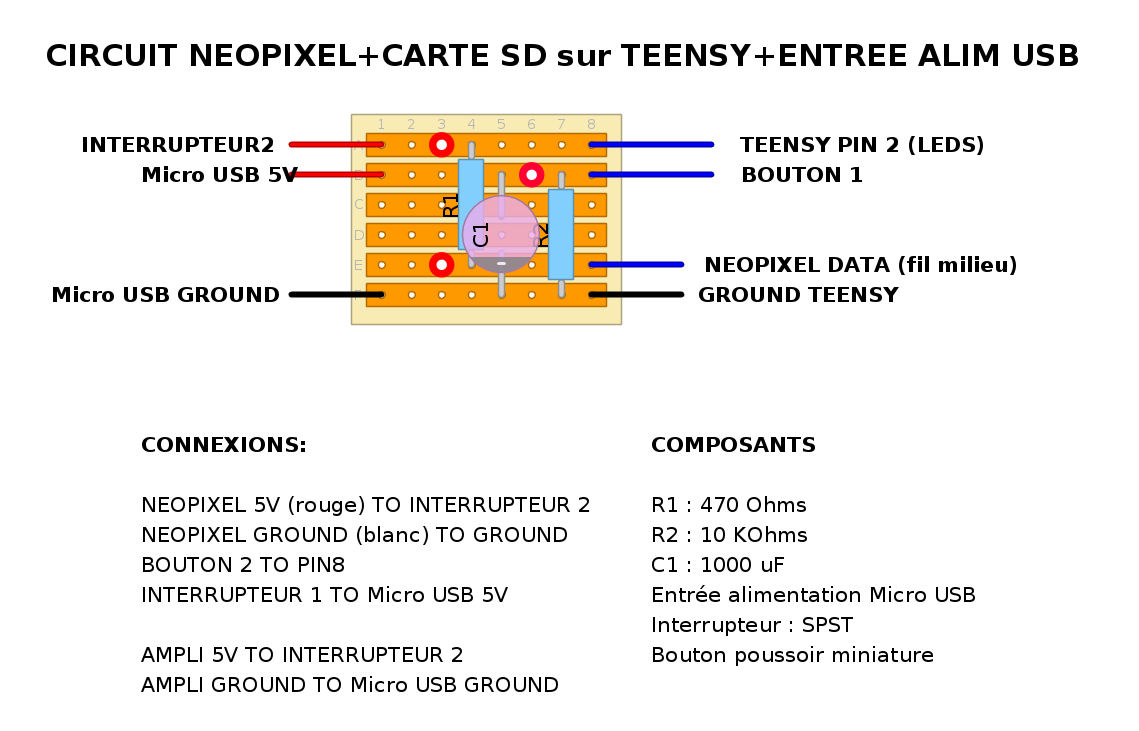 CIRCUIT NEOPIXEL+CARTE SD sur TEENSY+ENTREE ALIM USB
1 2 3 4 5 6 7 8
INTERRUPTEUR2 TEENSY PIN 2 (LEDS)
Micro USB 5V BOUTON 1
C R1
D C1 R2
E NEOPIXEL DATA (fil milieu)
Micro USB GROUND GROUND TEENSY
CONNEXIONS:
NEOPIXEL 5V (rouge) TO INTERRUPTEUR 2
NEOPIXEL GROUND (blanc) TO GROUND
BOUTON 2 TO PIN8
INTERRUPTEUR 1 TO Micro USB 5V
AMPLI 5V TO INTERRUPTEUR 2
AMPLI GROUND TO Micro USB GROUND
COMPOSANTS
R1 : 470 Ohms
R2 : 10 KOhms
C1 : 1000 uF
Entrée alimentation Micro USB
Interrupteur : SPST
Bouton poussoir miniature